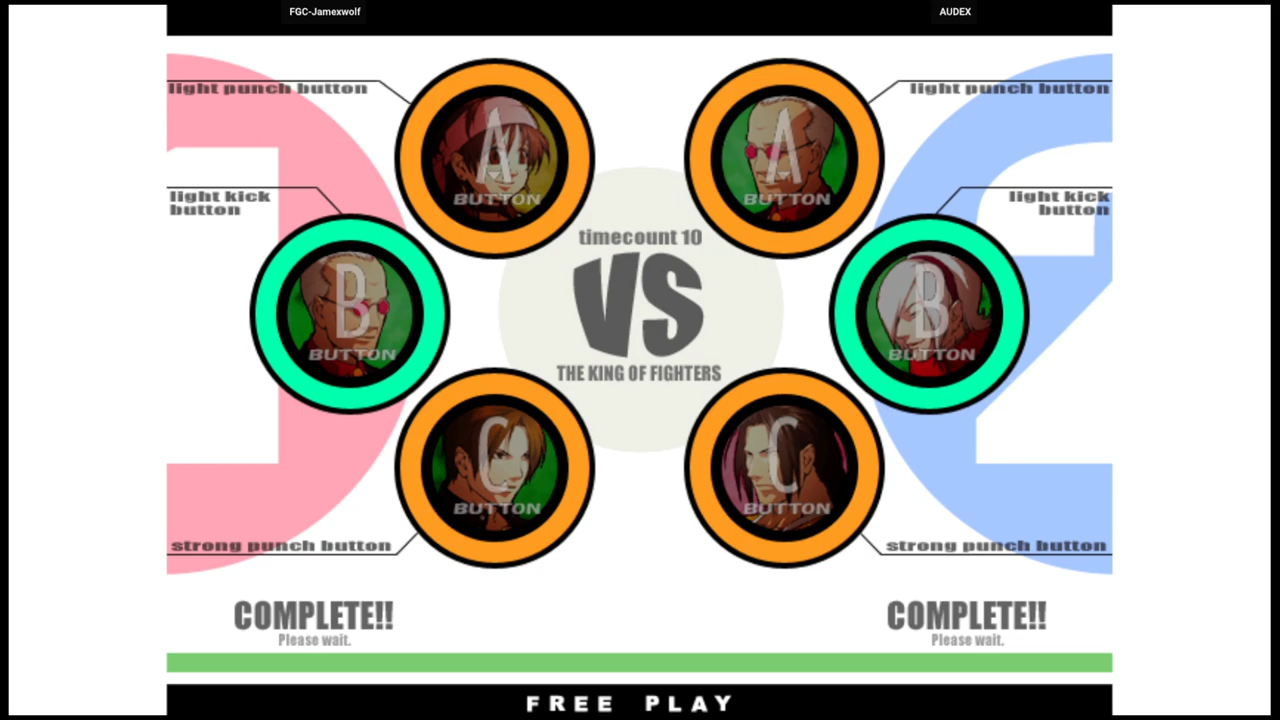 FGC-Jamexwolf
AUDEX
light punch button
light punch button
A
BUTTON
A
BUTTON
light kick
button
light kick
button
timecount 10
VS
THE KING OF FIGHTERS
B
BUTTON
B
BUTTON
C
BUTTON
C
BUTTON
strong punch button
strong punch button
COMPLETE!!
Please wait.
COMPLETE!!
Please wait.
FREE PLAY